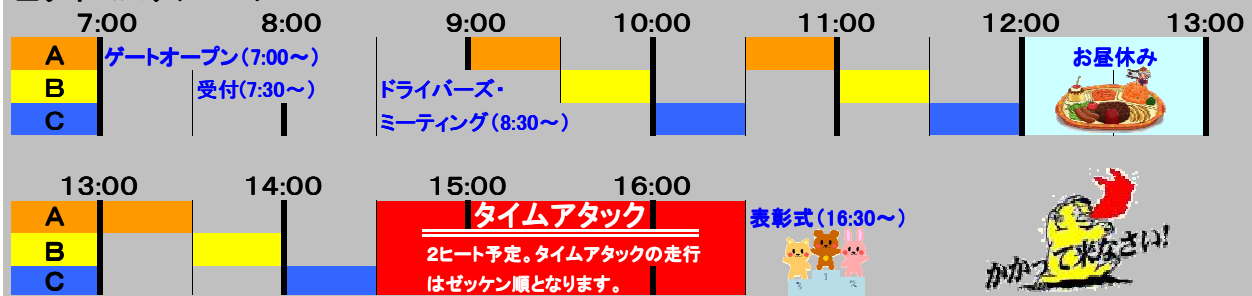 7:00 8:00 9:00 10:00 11:00 12:00 13:00
A ゲートオープン(7:00~) お昼休み
B 受付(7:30~) ドライバーズ・
C ミーティング(8:30~)
13:00 14:00 15:00 16:00
A タイムアタック 表彰式(16:30~)
B 2ヒート予定。タイムアタックの走行
C はゼッケン順となります。
かかって来なさい!